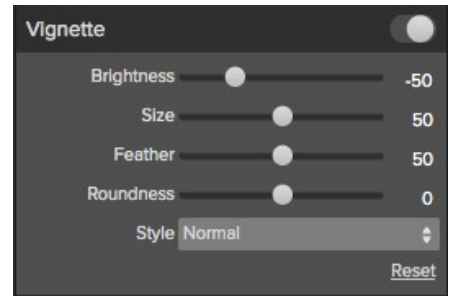 Vignette
Brightness -50
Size 50
Feather 50
Roundness 0
Style Normal
Reset